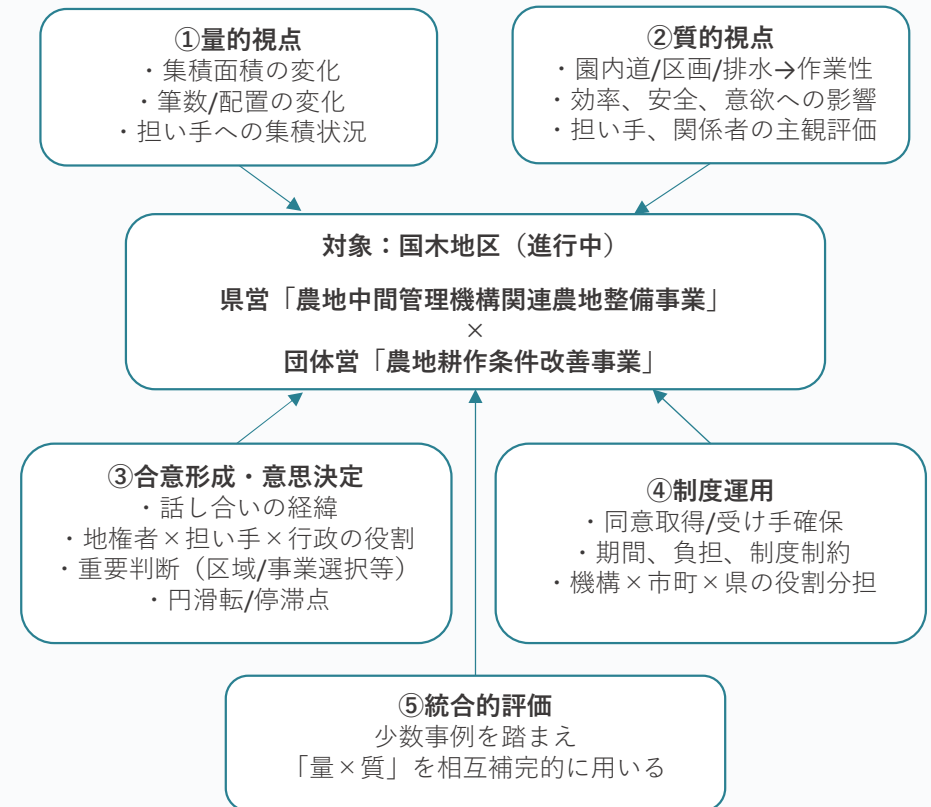 ①量的視点
・集積面積の変化
・筆数/配置の変化
・担い手への集積状況
②質的視点
・園内道/区画/排水→作業性
・効率、安全、意欲への影響
・担い手、関係者の主観評価
対象：国木地区（進行中）
県営「農地中間管理機構関連農地整備事業」
×
団体営「農地耕作条件改善事業」
③合意形成・意思決定
・話し合いの経緯
・地権者×担い手×行政の役割
・重要判断（区域/事業選択等）
・円滑転/停滞点
④制度運用
・同意取得/受け手確保
・期間、負担、制度制約
・機構×市町×県の役割分担
⑤統合的評価
少数事例を踏まえ
「量×質」を相互補完的に用いる